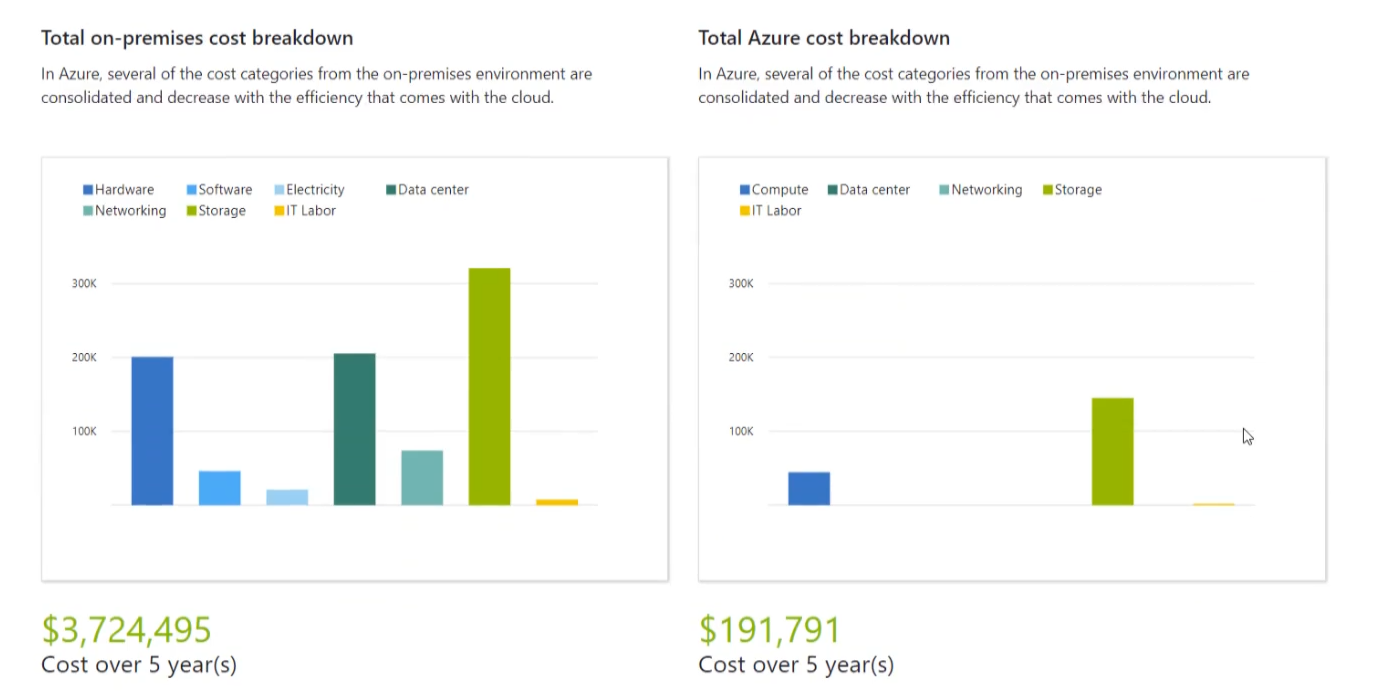 Total on-premises cost breakdown
In Azure, several of the cost categories from the on-premises environment are
consolidated and decrease with the efficiency that comes with the cloud.
Hardware Software Electricity Data center
Networking Storage IT Labor
300K
200K
100K
$3,724,495
Cost over 5 year(s)
Total Azure cost breakdown
In Azure, several of the cost categories from the on-premises environment are
consolidated and decrease with the efficiency that comes with the cloud.
Compute Data center Networking Storage
IT Labor
300K
200K
100K
$191,791
Cost over 5 year(s)